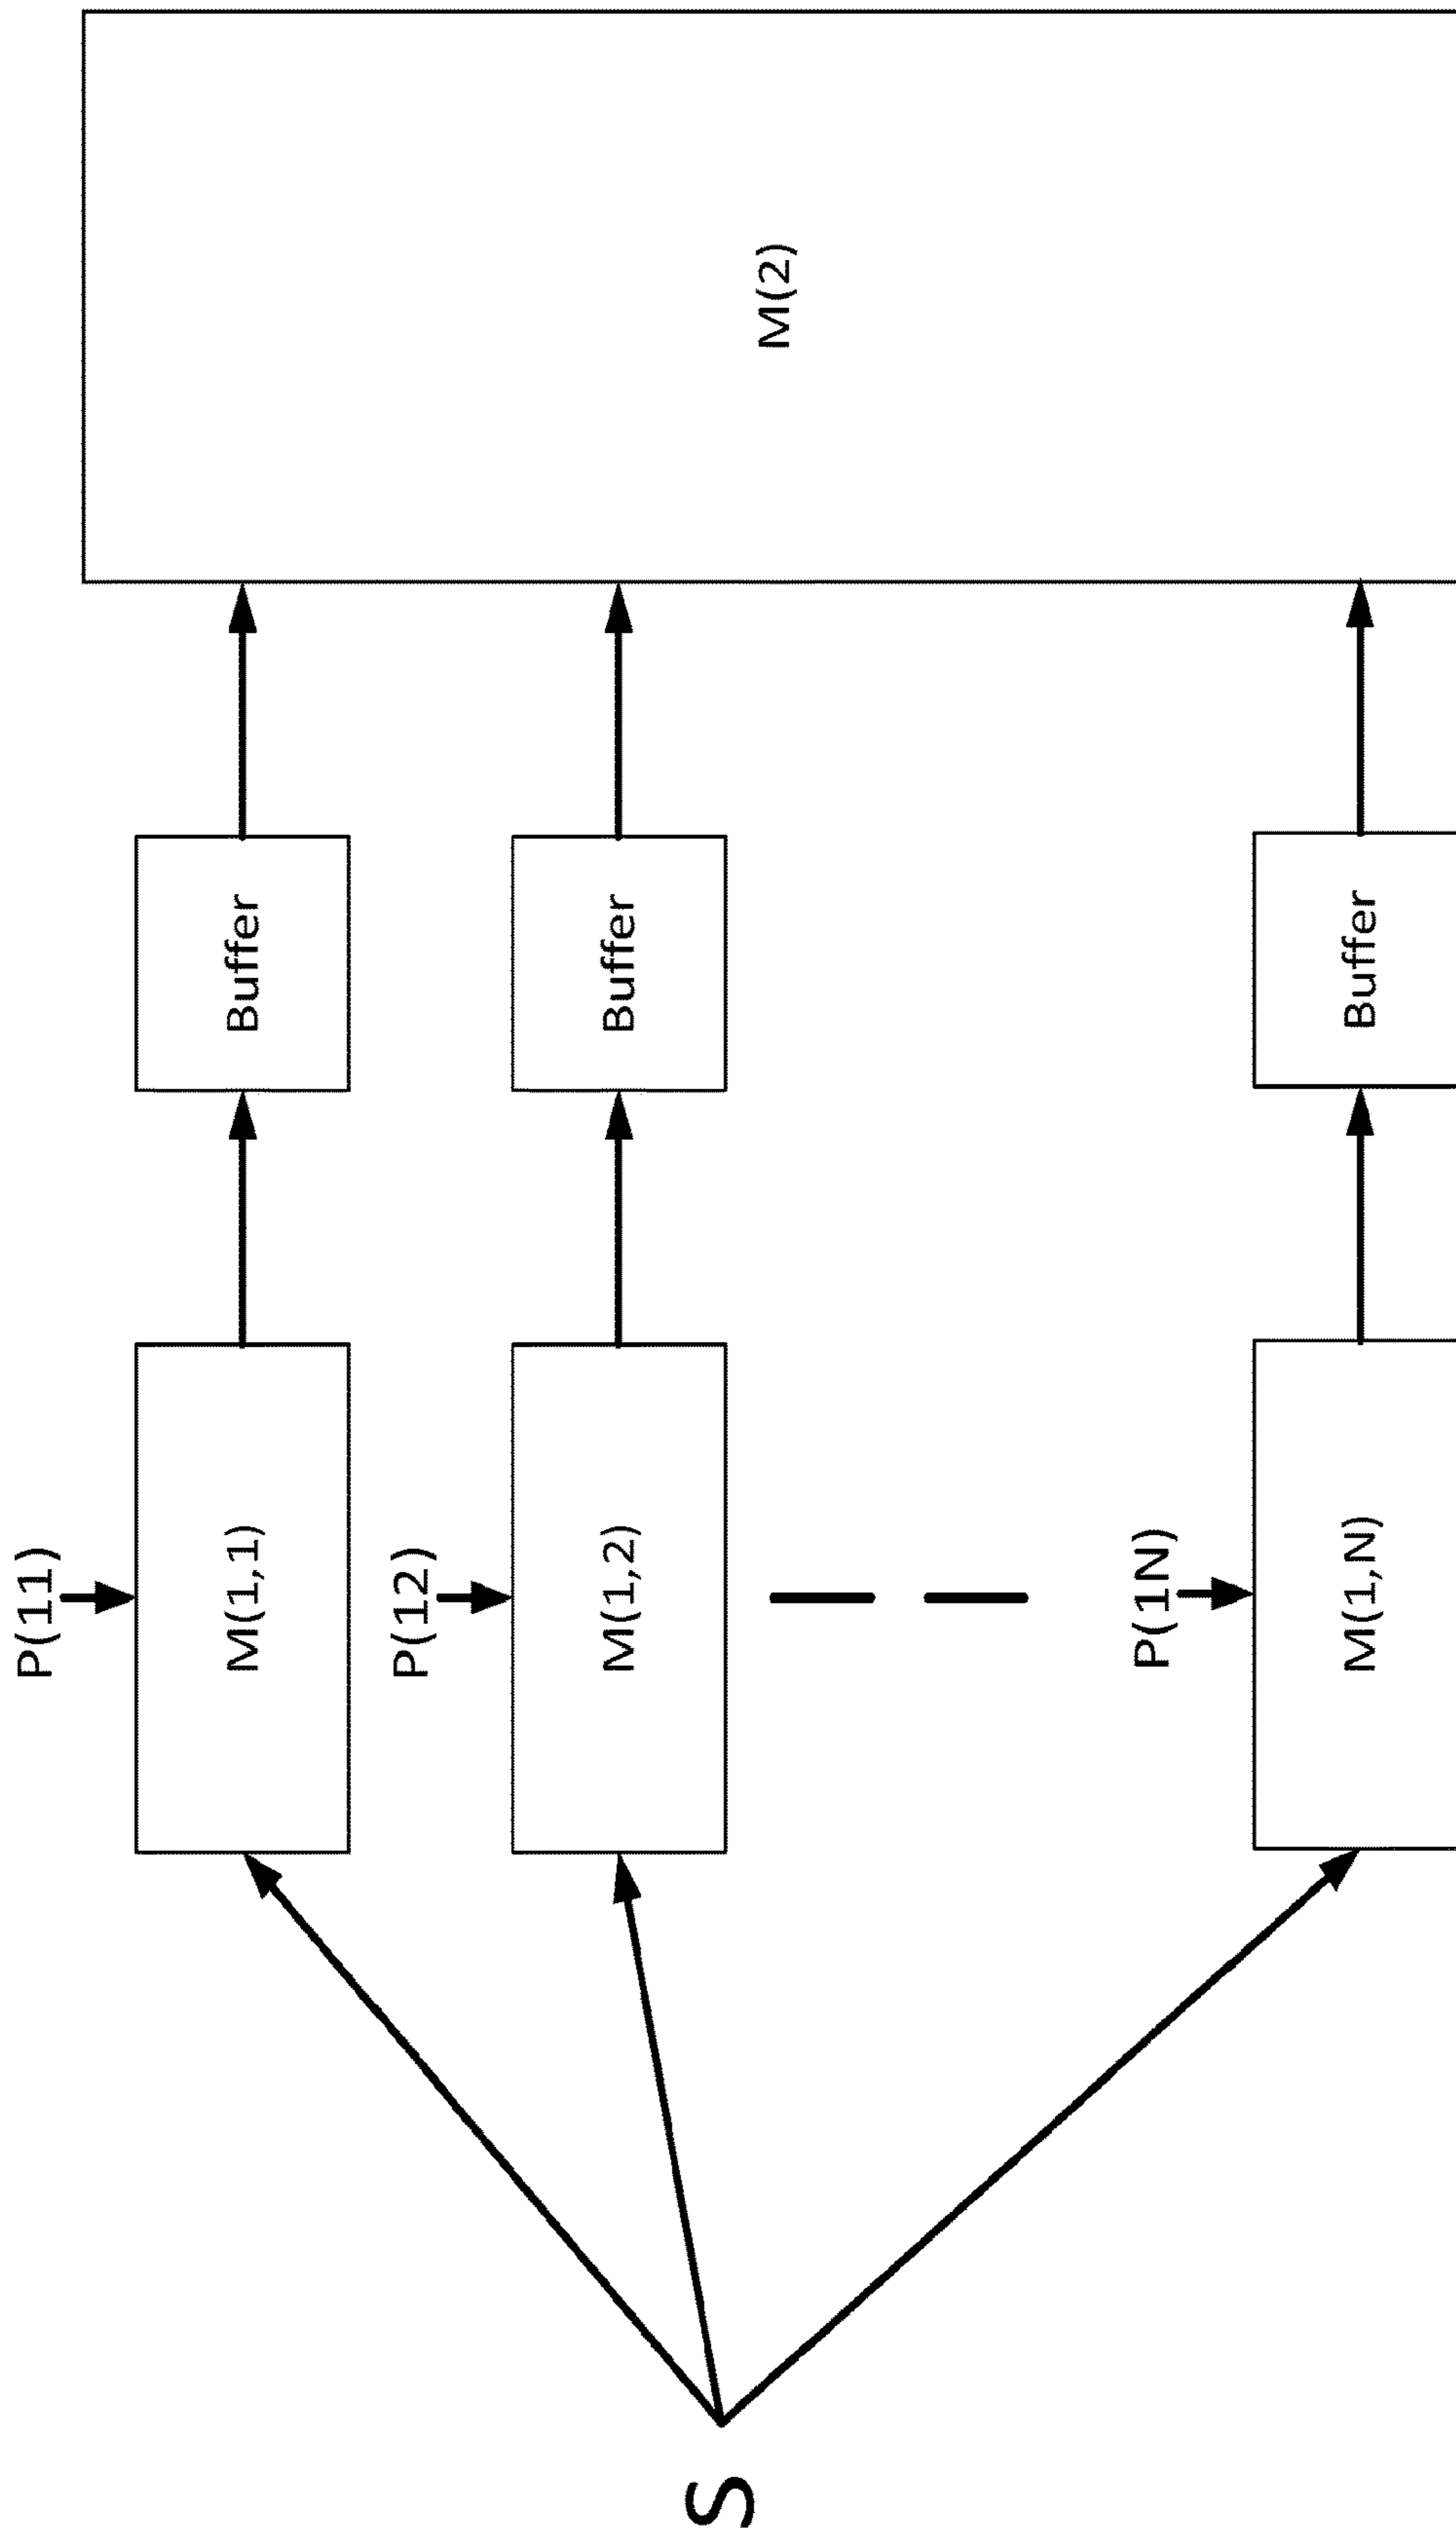 P(11)
M(1,1)
Buffer
P(12)
M(1,2)
Buffer
S
M(2)
P(1N)
M(1,N)
Buffer